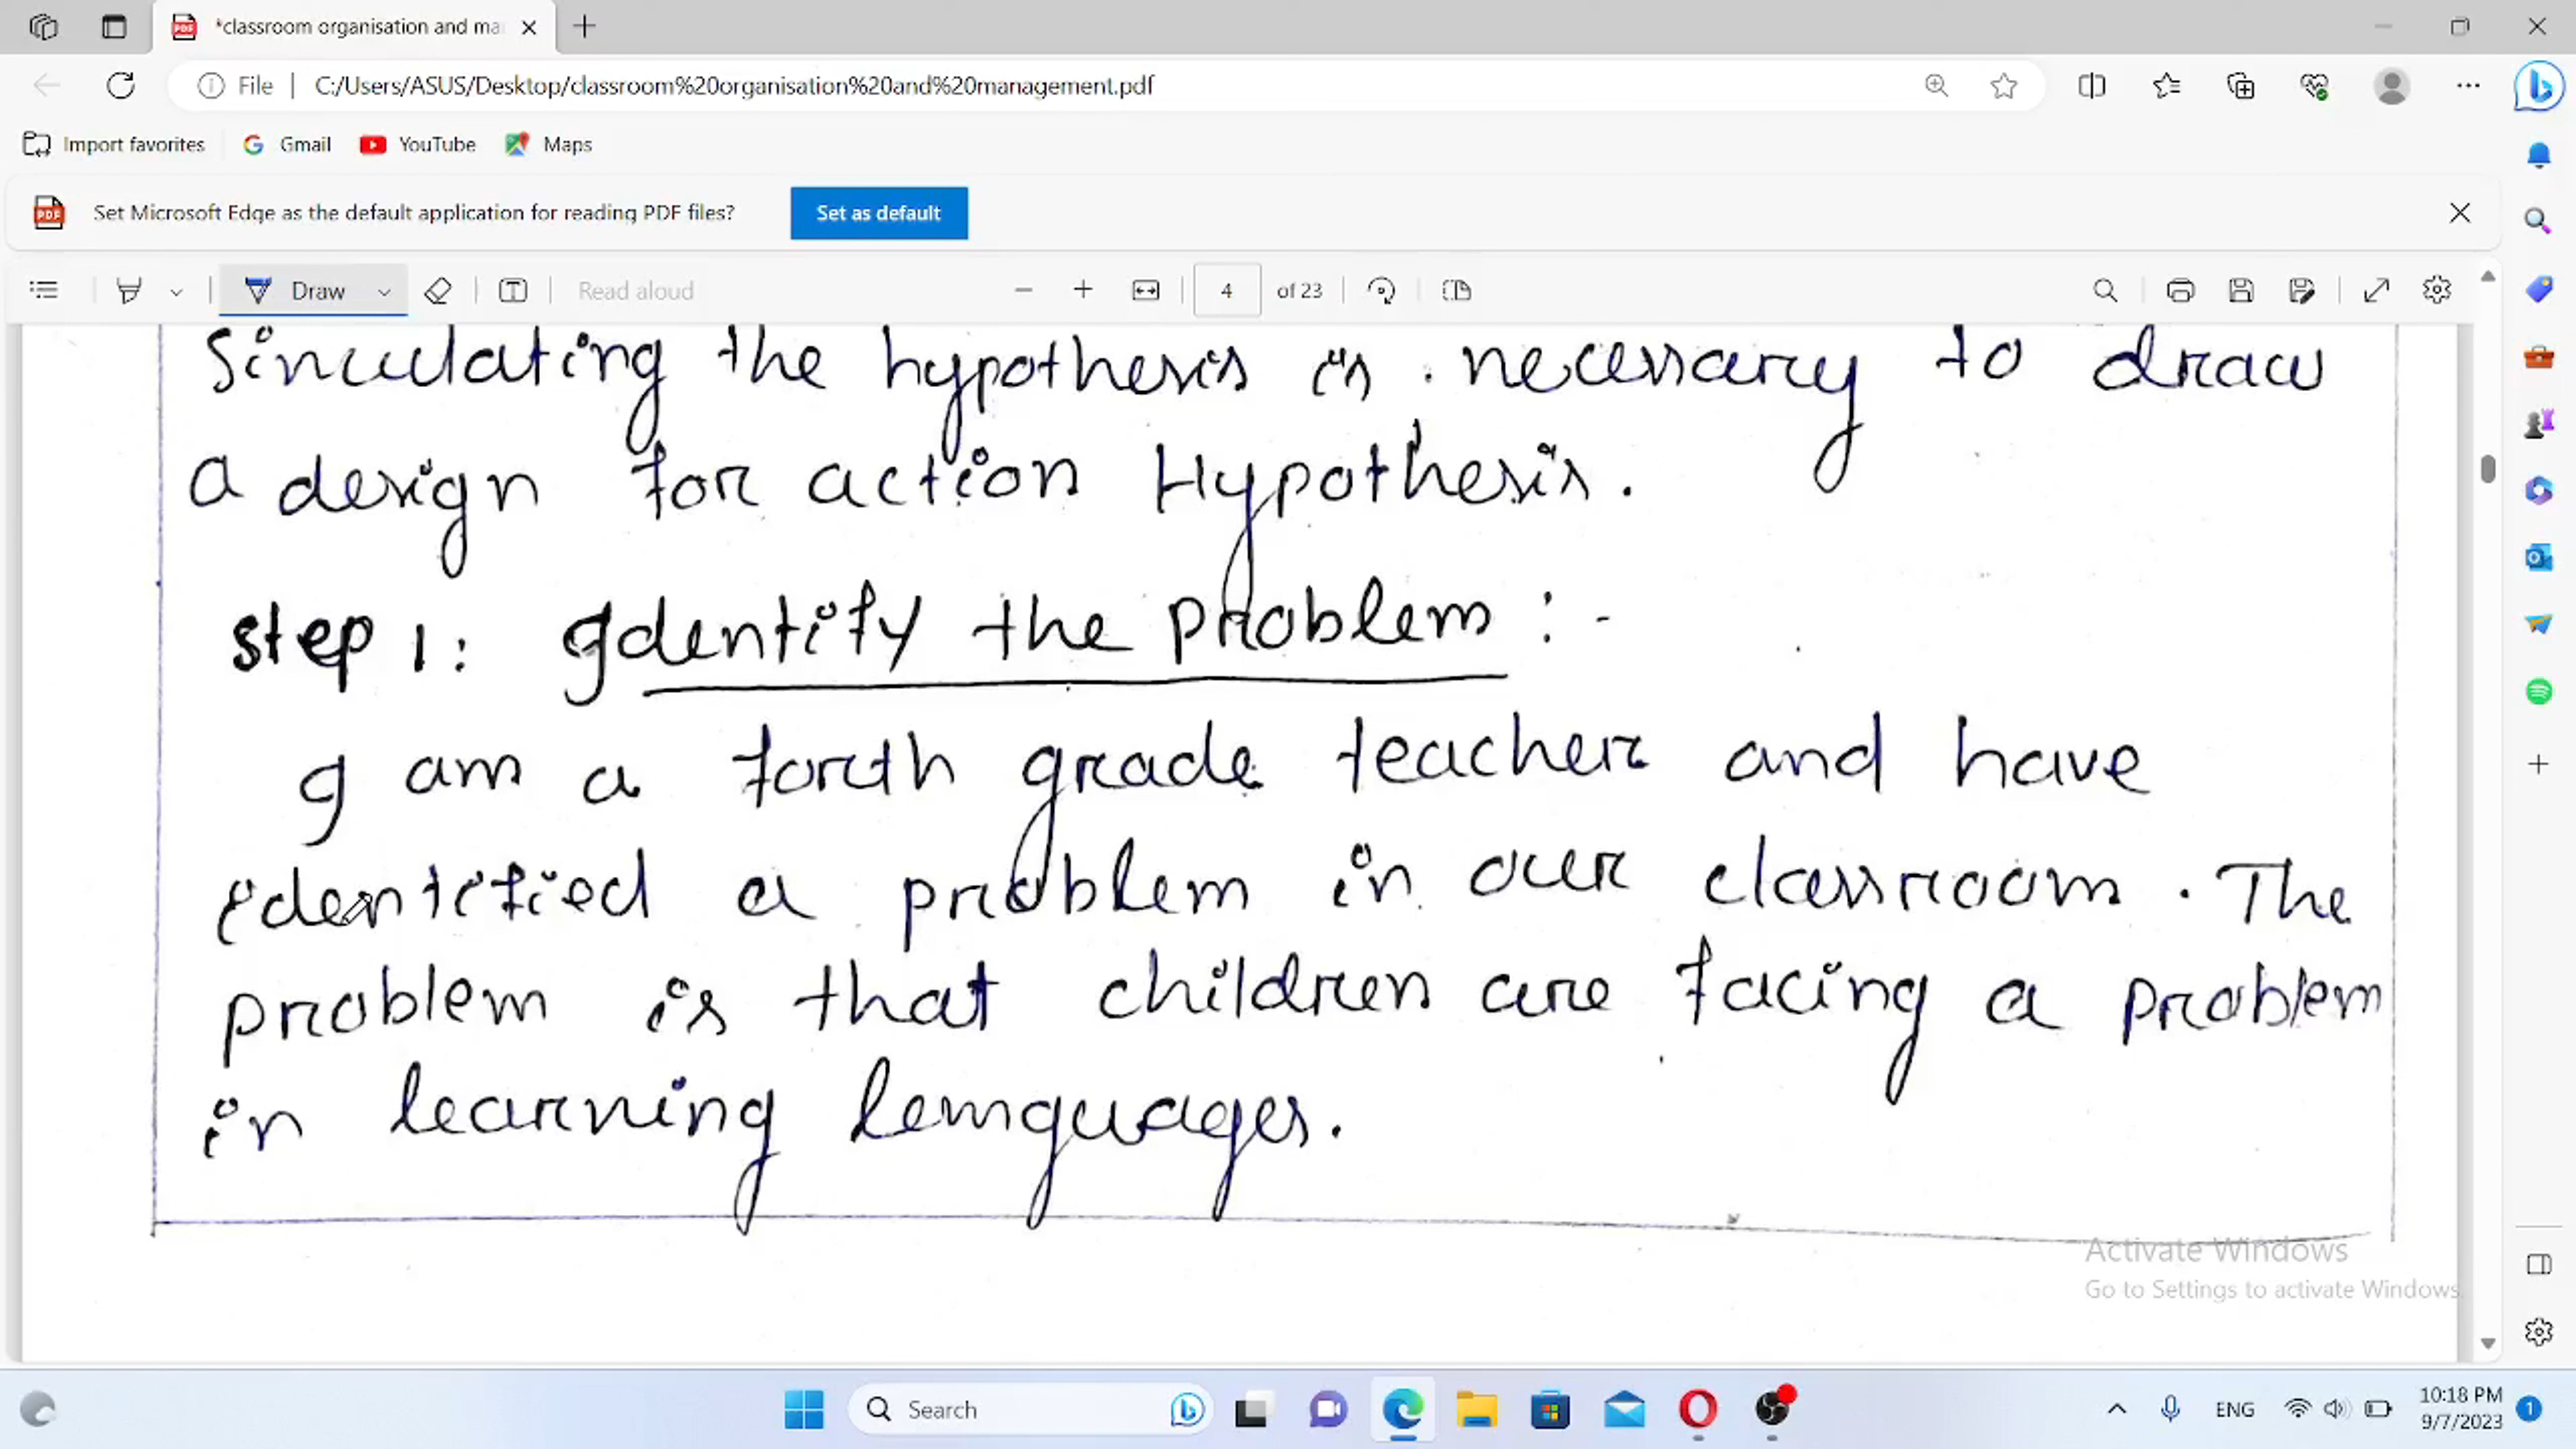 *classroom organisation and ma
File C:/Users/ASUS/Desktop/classroom%20organisation%20and%20management.pdf
Import favorites Gmail YouTube Maps
Set Microsoft Edge as the default application for reading PDF files? Set as default
Draw Read aloud 4 of 23
Sinculating the hypothesis is necessary to draw
a design for action Hypothesis.
step 1: Identify the problem :-
I am a forth grade teacher and have
identified a problem in our classroom. The
problem is that children are facing a problem
in learning lemguages.
Activate Windows
Go to Settings to activate Windows.
Search
ENG 10:18 PM
9/7/2023 1